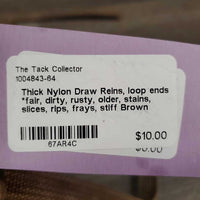 The Tack Collector
1004843-64
Thick Nylon Draw Reins, loop ends
*fair, dirty, rusty, older, stains,
slices, rips, frays, stiff Brown
$10.00
67AR4C